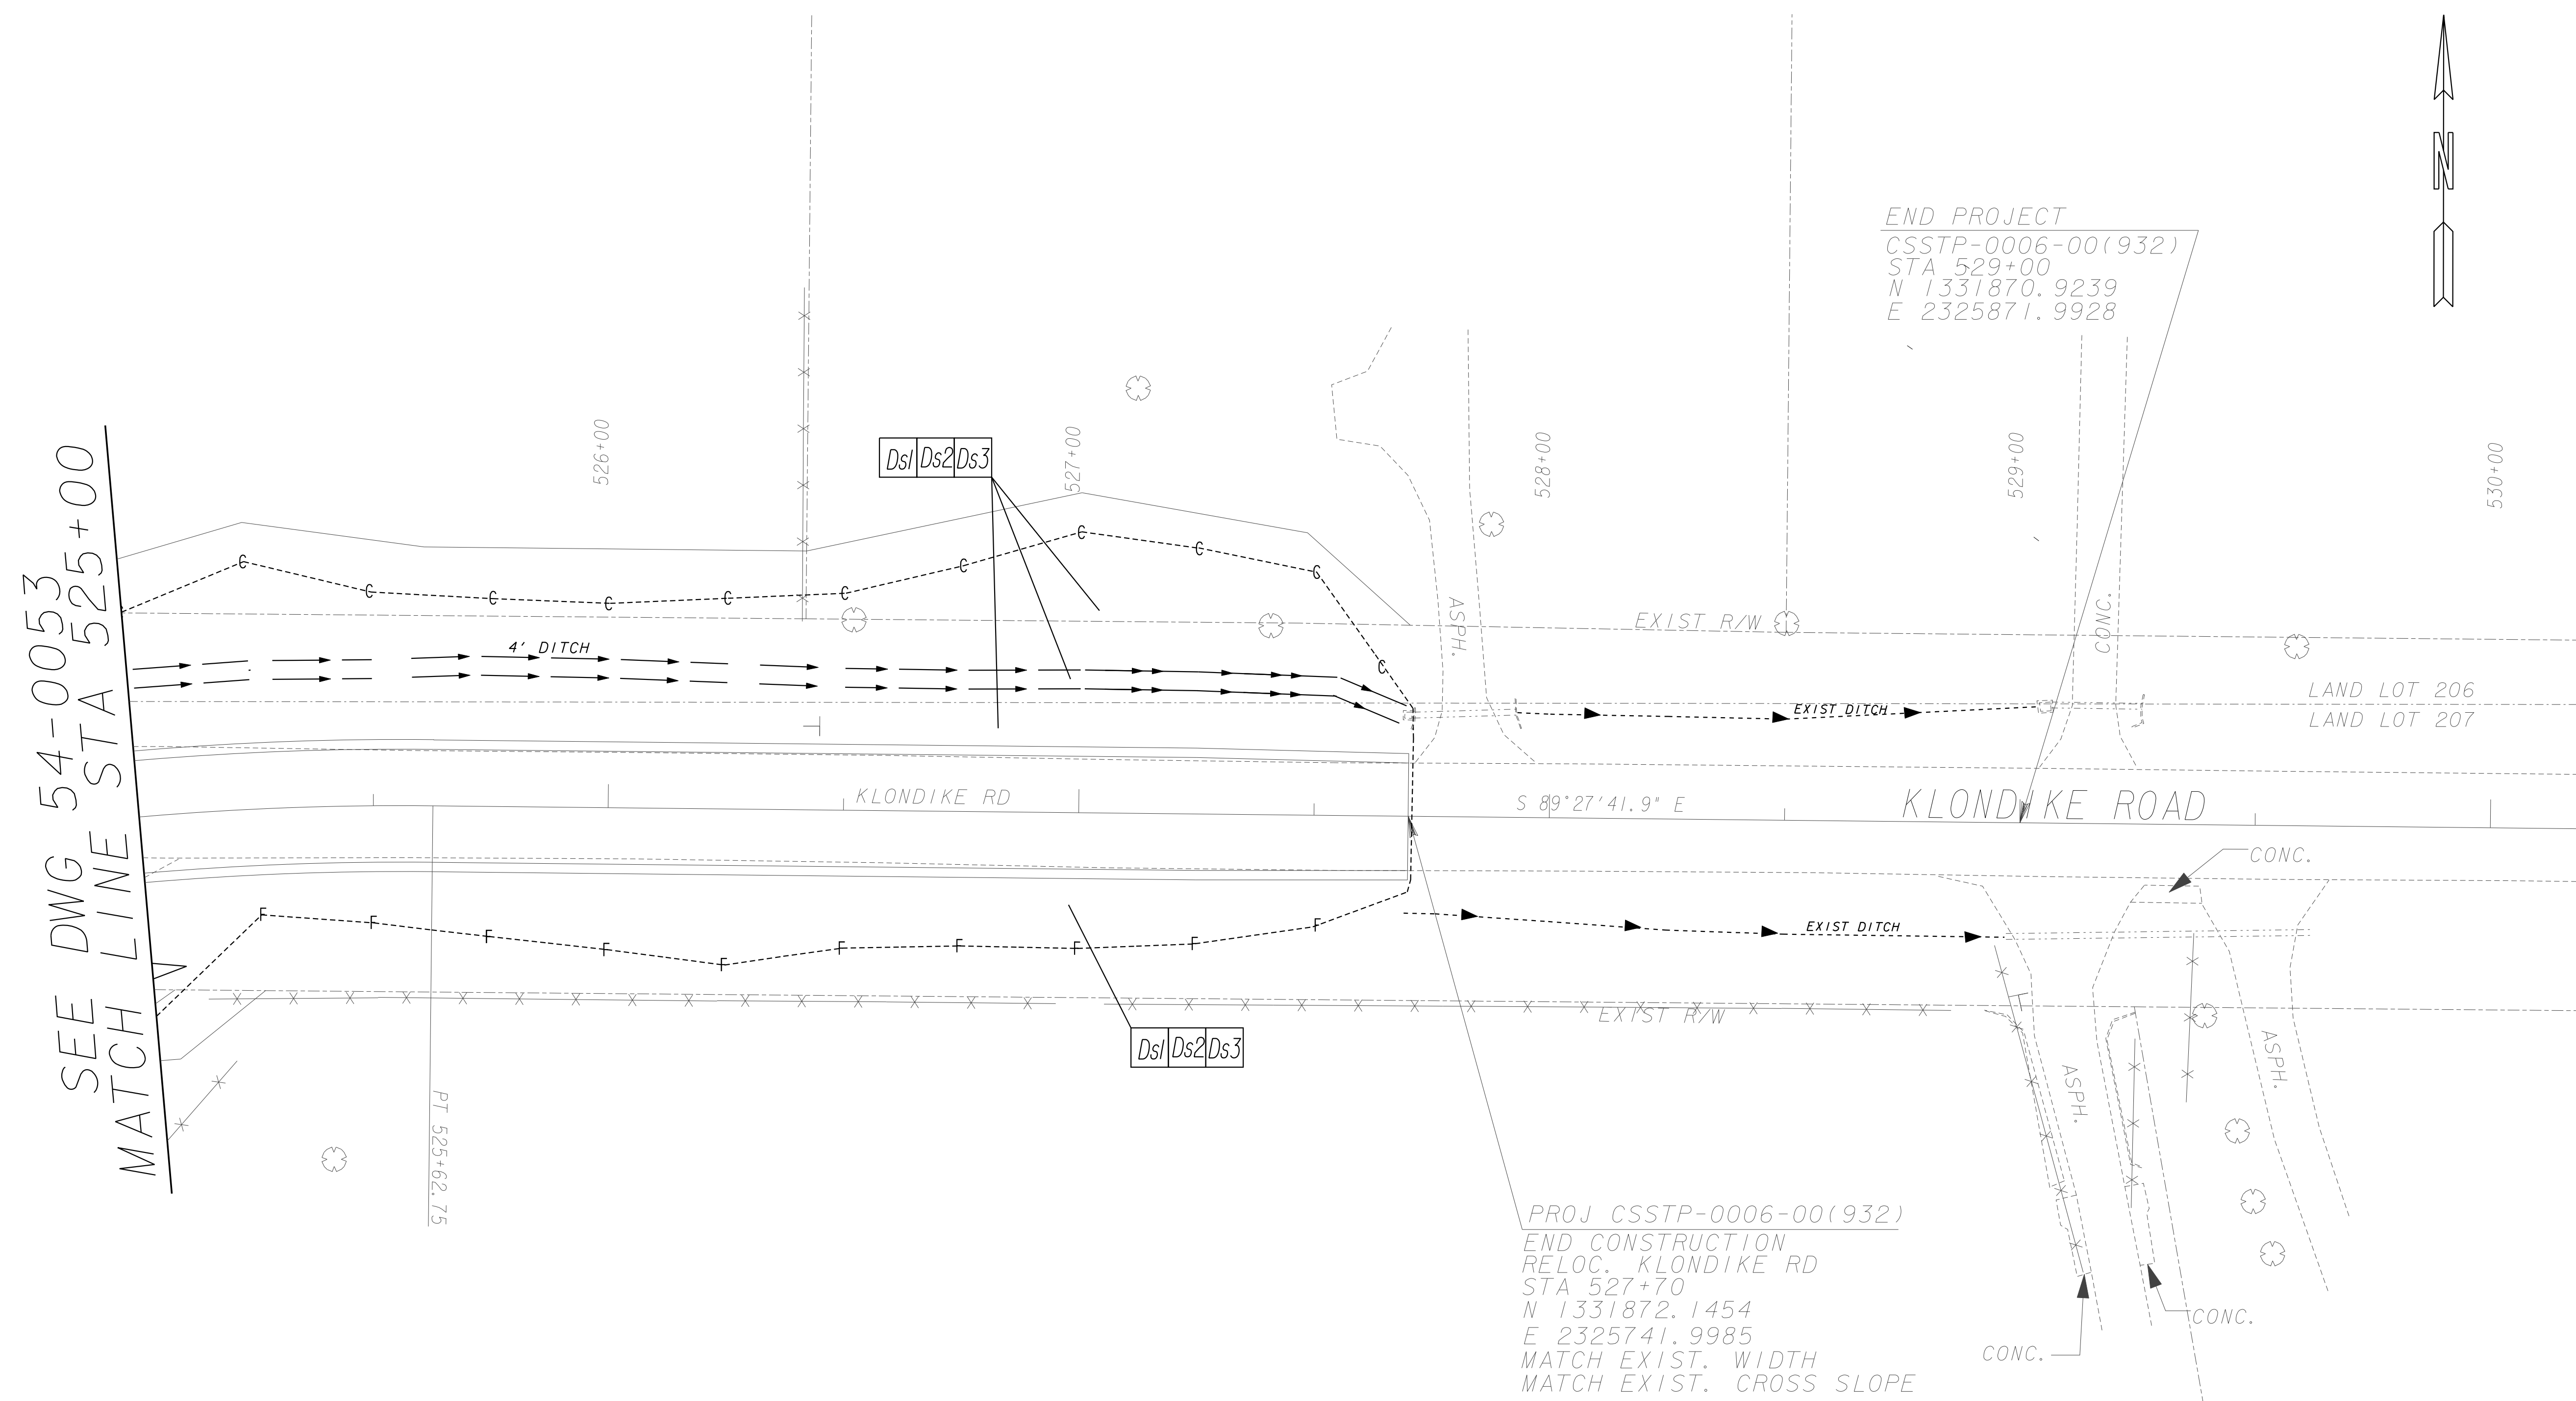 END PROJECT
CSSTP-0006-00(932)
STA 529+00
N 1331870.9239
E 2325871.9928
N
526+00
527+00
528+00
529+00
530+00
Ds1 Ds2 Ds3
SEE DWG 54-0053
MATCH LINE STA 525+00
4' DITCH
ASPH.
EXIST R/W
CONC.
LAND LOT 206
LAND LOT 207
EXIST DITCH
KLONDIKE RD
S 89°27'41.9" E
KLONDIKE ROAD
CONC.
EXIST DITCH
EXIST R/W
Ds1 Ds2 Ds3
PT 525+62.75
ASPH.
ASPH.
PROJ CSSTP-0006-00(932)
END CONSTRUCTION
RELOC. KLONDIKE RD
STA 527+70
N 1331872.1454
E 2325741.9985
MATCH EXIST. WIDTH
MATCH EXIST. CROSS SLOPE
CONC.
CONC.
C
C
C
C
C
C
C
C
C
C
C
F
F
F
F
F
F
F
F
F
F